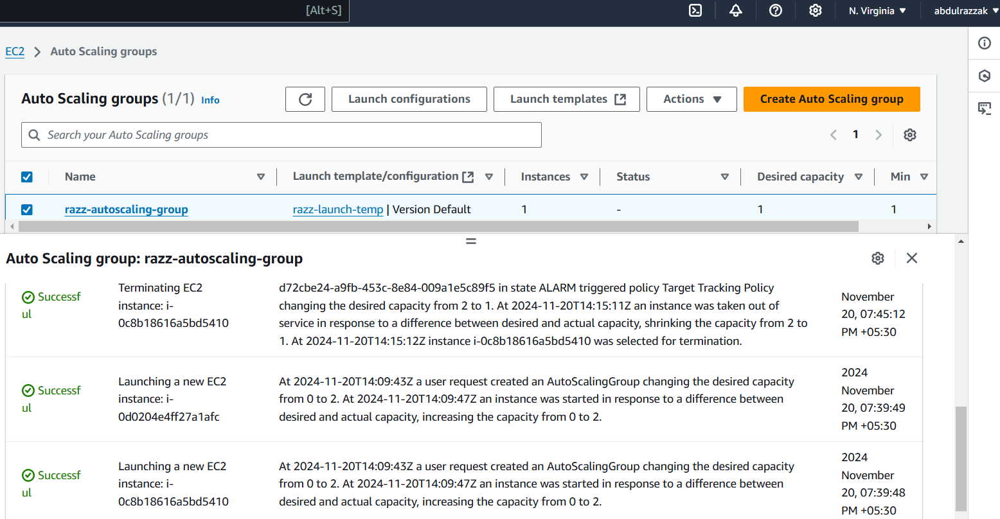 [Alt+S]
N. Virginia
abdulrazzak
EC2 Auto Scaling groups
Auto Scaling groups (1/1) Info
Launch configurations
Launch templates
Actions
Create Auto Scaling group
Search your Auto Scaling groups
1
Name
Launch template/configuration
Instances
Status
Desired capacity
Min
razz-autoscaling-group
razz-launch-temp | Version Default
1
-
1
1
Auto Scaling group: razz-autoscaling-group
Successf
ul
Terminating EC2
instance: i-
0c8b18616a5bd5410
d72cbe24-a9fb-453c-8e84-009a1e5c89f5 in state ALARM triggered policy Target Tracking Policy
changing the desired capacity from 2 to 1. At 2024-11-20T14:15:11Z an instance was taken out of
service in response to a difference between desired and actual capacity, shrinking the capacity from 2 to
1. At 2024-11-20T14:15:12Z instance i-0c8b18616a5bd5410 was selected for termination.
November
20, 07:45:12
PM +05:30
Successf
ul
Launching a new EC2
instance: i-
0d0204e4ff27a1afc
At 2024-11-20T14:09:43Z a user request created an AutoScalingGroup changing the desired capacity
from 0 to 2. At 2024-11-20T14:09:47Z an instance was started in response to a difference between
desired and actual capacity, increasing the capacity from 0 to 2.
2024
November
20, 07:39:49
PM +05:30
Successf
ul
Launching a new EC2
instance: i-
0c8b18616a5bd5410
At 2024-11-20T14:09:43Z a user request created an AutoScalingGroup changing the desired capacity
from 0 to 2. At 2024-11-20T14:09:47Z an instance was started in response to a difference between
desired and actual capacity, increasing the capacity from 0 to 2.
2024
November
20, 07:39:48
PM +05:30